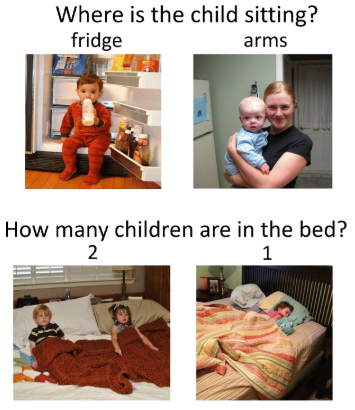 Where is the child sitting?
fridge arms
How many children are in the bed?
2 1